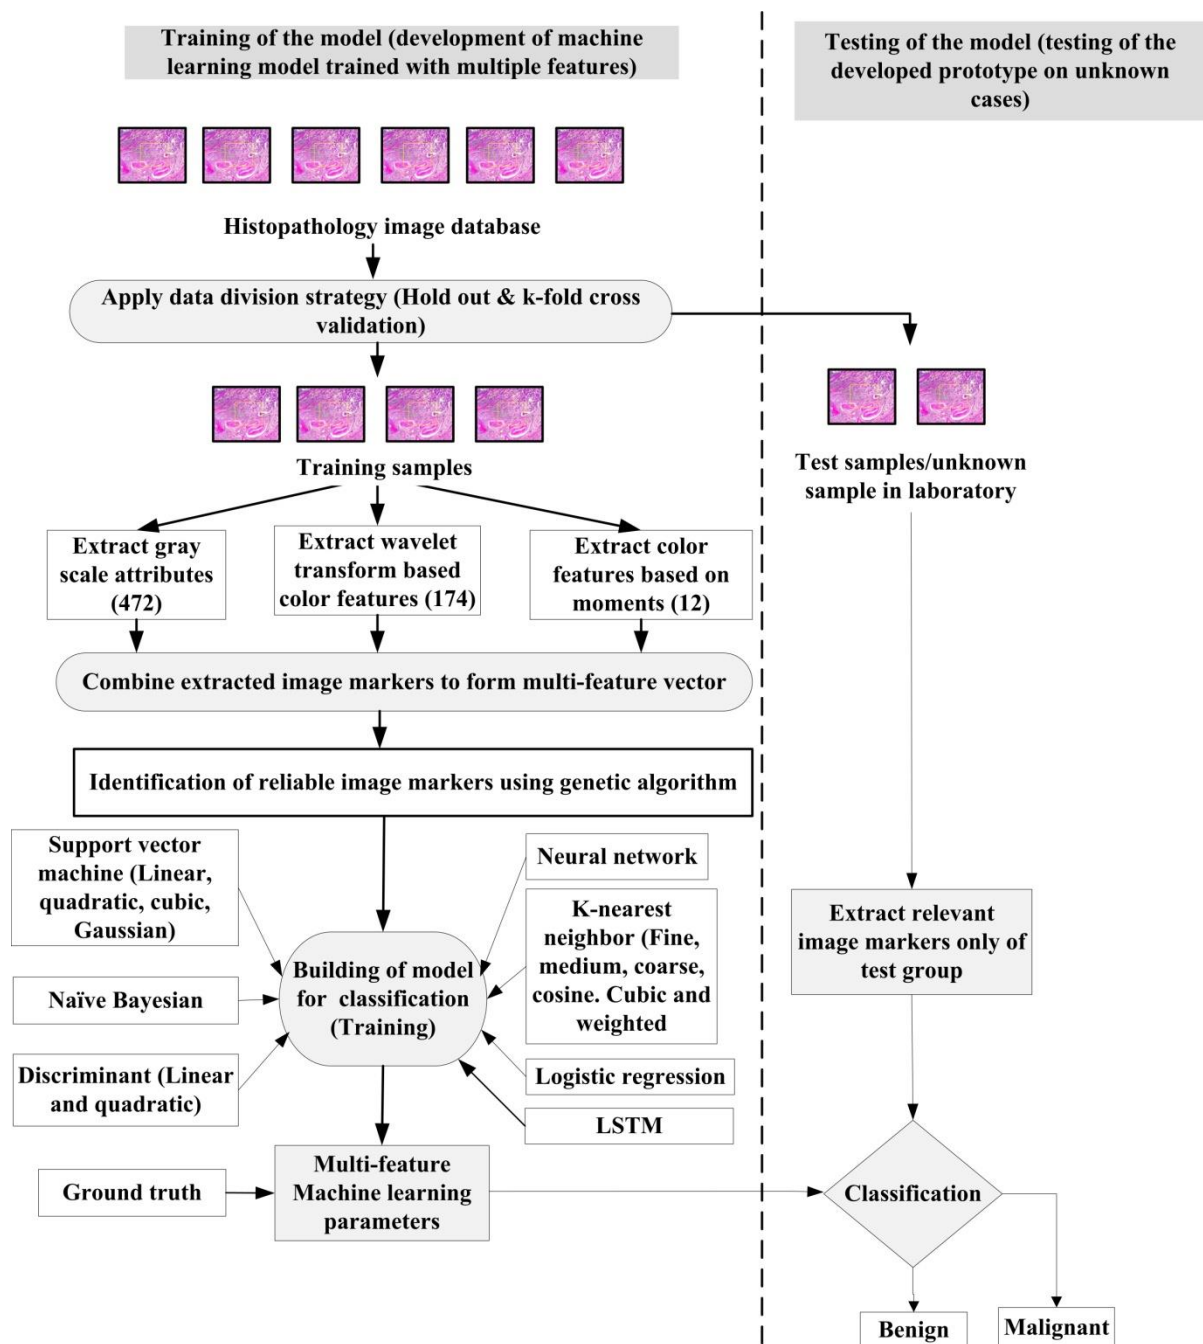 Training of the model (development of machine
learning model trained with multiple features)
Testing of the model (testing of the
developed prototype on unknown
cases)
Histopathology image database
Apply data division strategy (Hold out & k-fold cross
validation)
Training samples
Test samples/unknown
sample in laboratory
Extract gray
scale attributes
(472)
Extract wavelet
transform based
color features (174)
Extract color
features based on
moments (12)
Combine extracted image markers to form multi-feature vector
Identification of reliable image markers using genetic algorithm
Support vector
machine (Linear,
quadratic, cubic,
Gaussian)
Naïve Bayesian
Discriminant (Linear
and quadratic)
Building of model
for classification
(Training)
Neural network
K-nearest
neighbor (Fine,
medium, coarse,
cosine. Cubic and
weighted
Logistic regression
LSTM
Extract relevant
image markers only of
test group
Ground truth
Multi-feature
Machine learning
parameters
Classification
Benign
Malignant